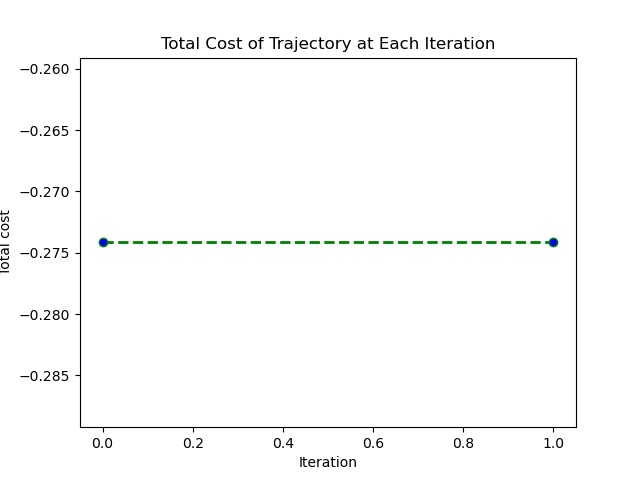 Total Cost of Trajectory at Each Iteration
−0.260
−0.265
−0.270
−0.275
−0.280
−0.285
Total cost
0.0 0.2 0.4 0.6 0.8 1.0
Iteration